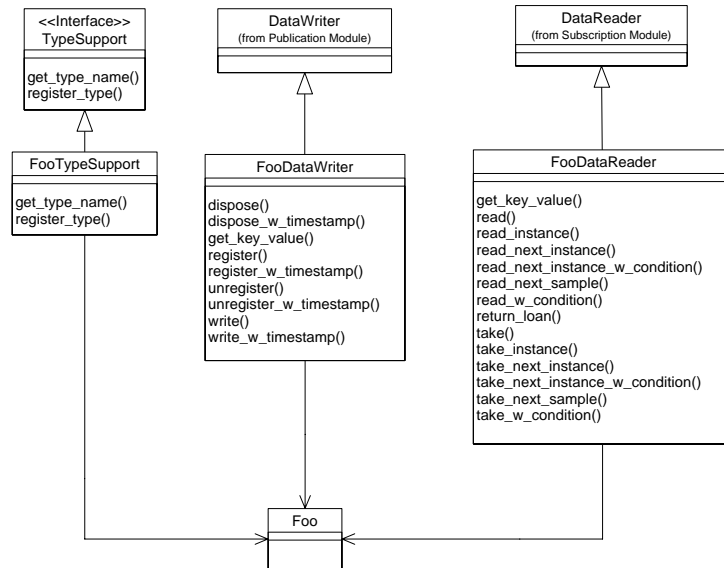 <<Interface>>
TypeSupport
get_type_name()
register_type()
DataWriter
(from Publication Module)
DataReader
(from Subscription Module)
FooTypeSupport
get_type_name()
register_type()
FooDataWriter
dispose()
dispose_w_timestamp()
get_key_value()
register()
register_w_timestamp()
unregister()
unregister_w_timestamp()
write()
write_w_timestamp()
FooDataReader
get_key_value()
read()
read_instance()
read_next_instance()
read_next_instance_w_condition()
read_next_sample()
read_w_condition()
return_loan()
take()
take_instance()
take_next_instance()
take_next_instance_w_condition()
take_next_sample()
take_w_condition()
Foo